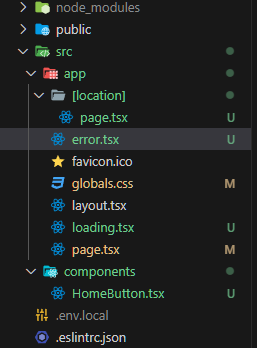 node_modules
public
src
app
[location]
page.tsx U
error.tsx U
favicon.ico
globals.css M
layout.tsx
loading.tsx U
page.tsx M
components
HomeButton.tsx U
.env.local
.eslintrc.json